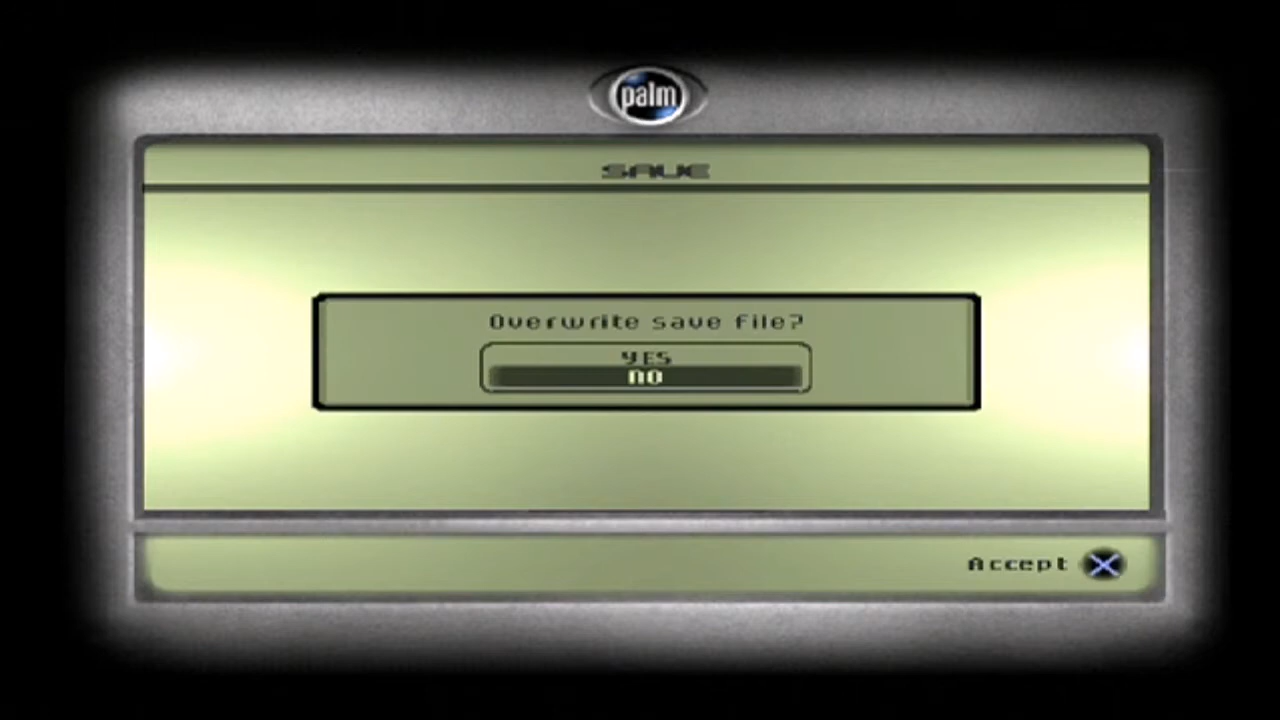 palm
SAVE
Overwrite save file?
YES
NO
Accept